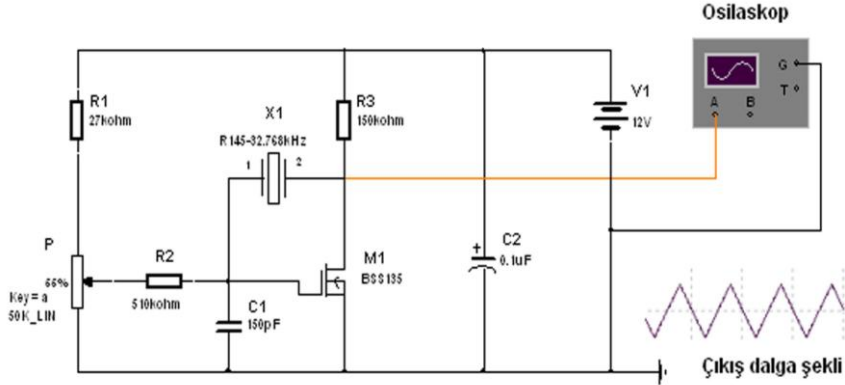 Osilaskop
G
T
A
B
R1
27kohm
X1
R145-32.768kHz
1
2
R3
150kohm
V1
12V
P
55%
Key = a
50K_LIN
R2
510kohm
C1
150pF
M1
BSS135
+
C2
0.1uF
Çıkış dalga şekli